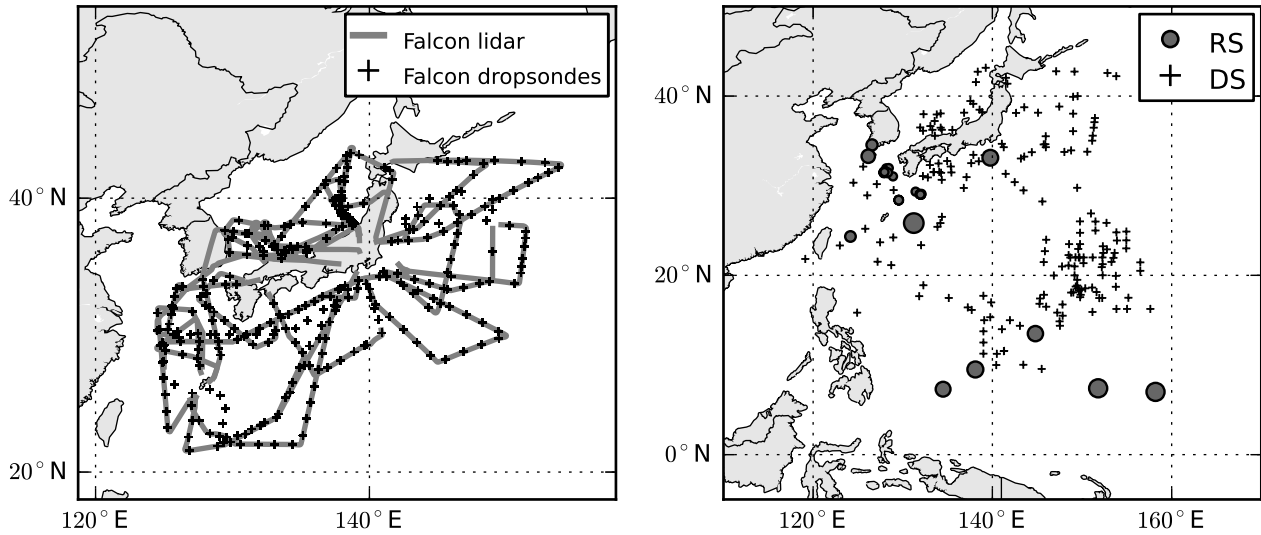 Falcon lidar
Falcon dropsondes
40° N
20° N
120° E
140° E
RS
DS
40° N
20° N
0° N
120° E
140° E
160° E